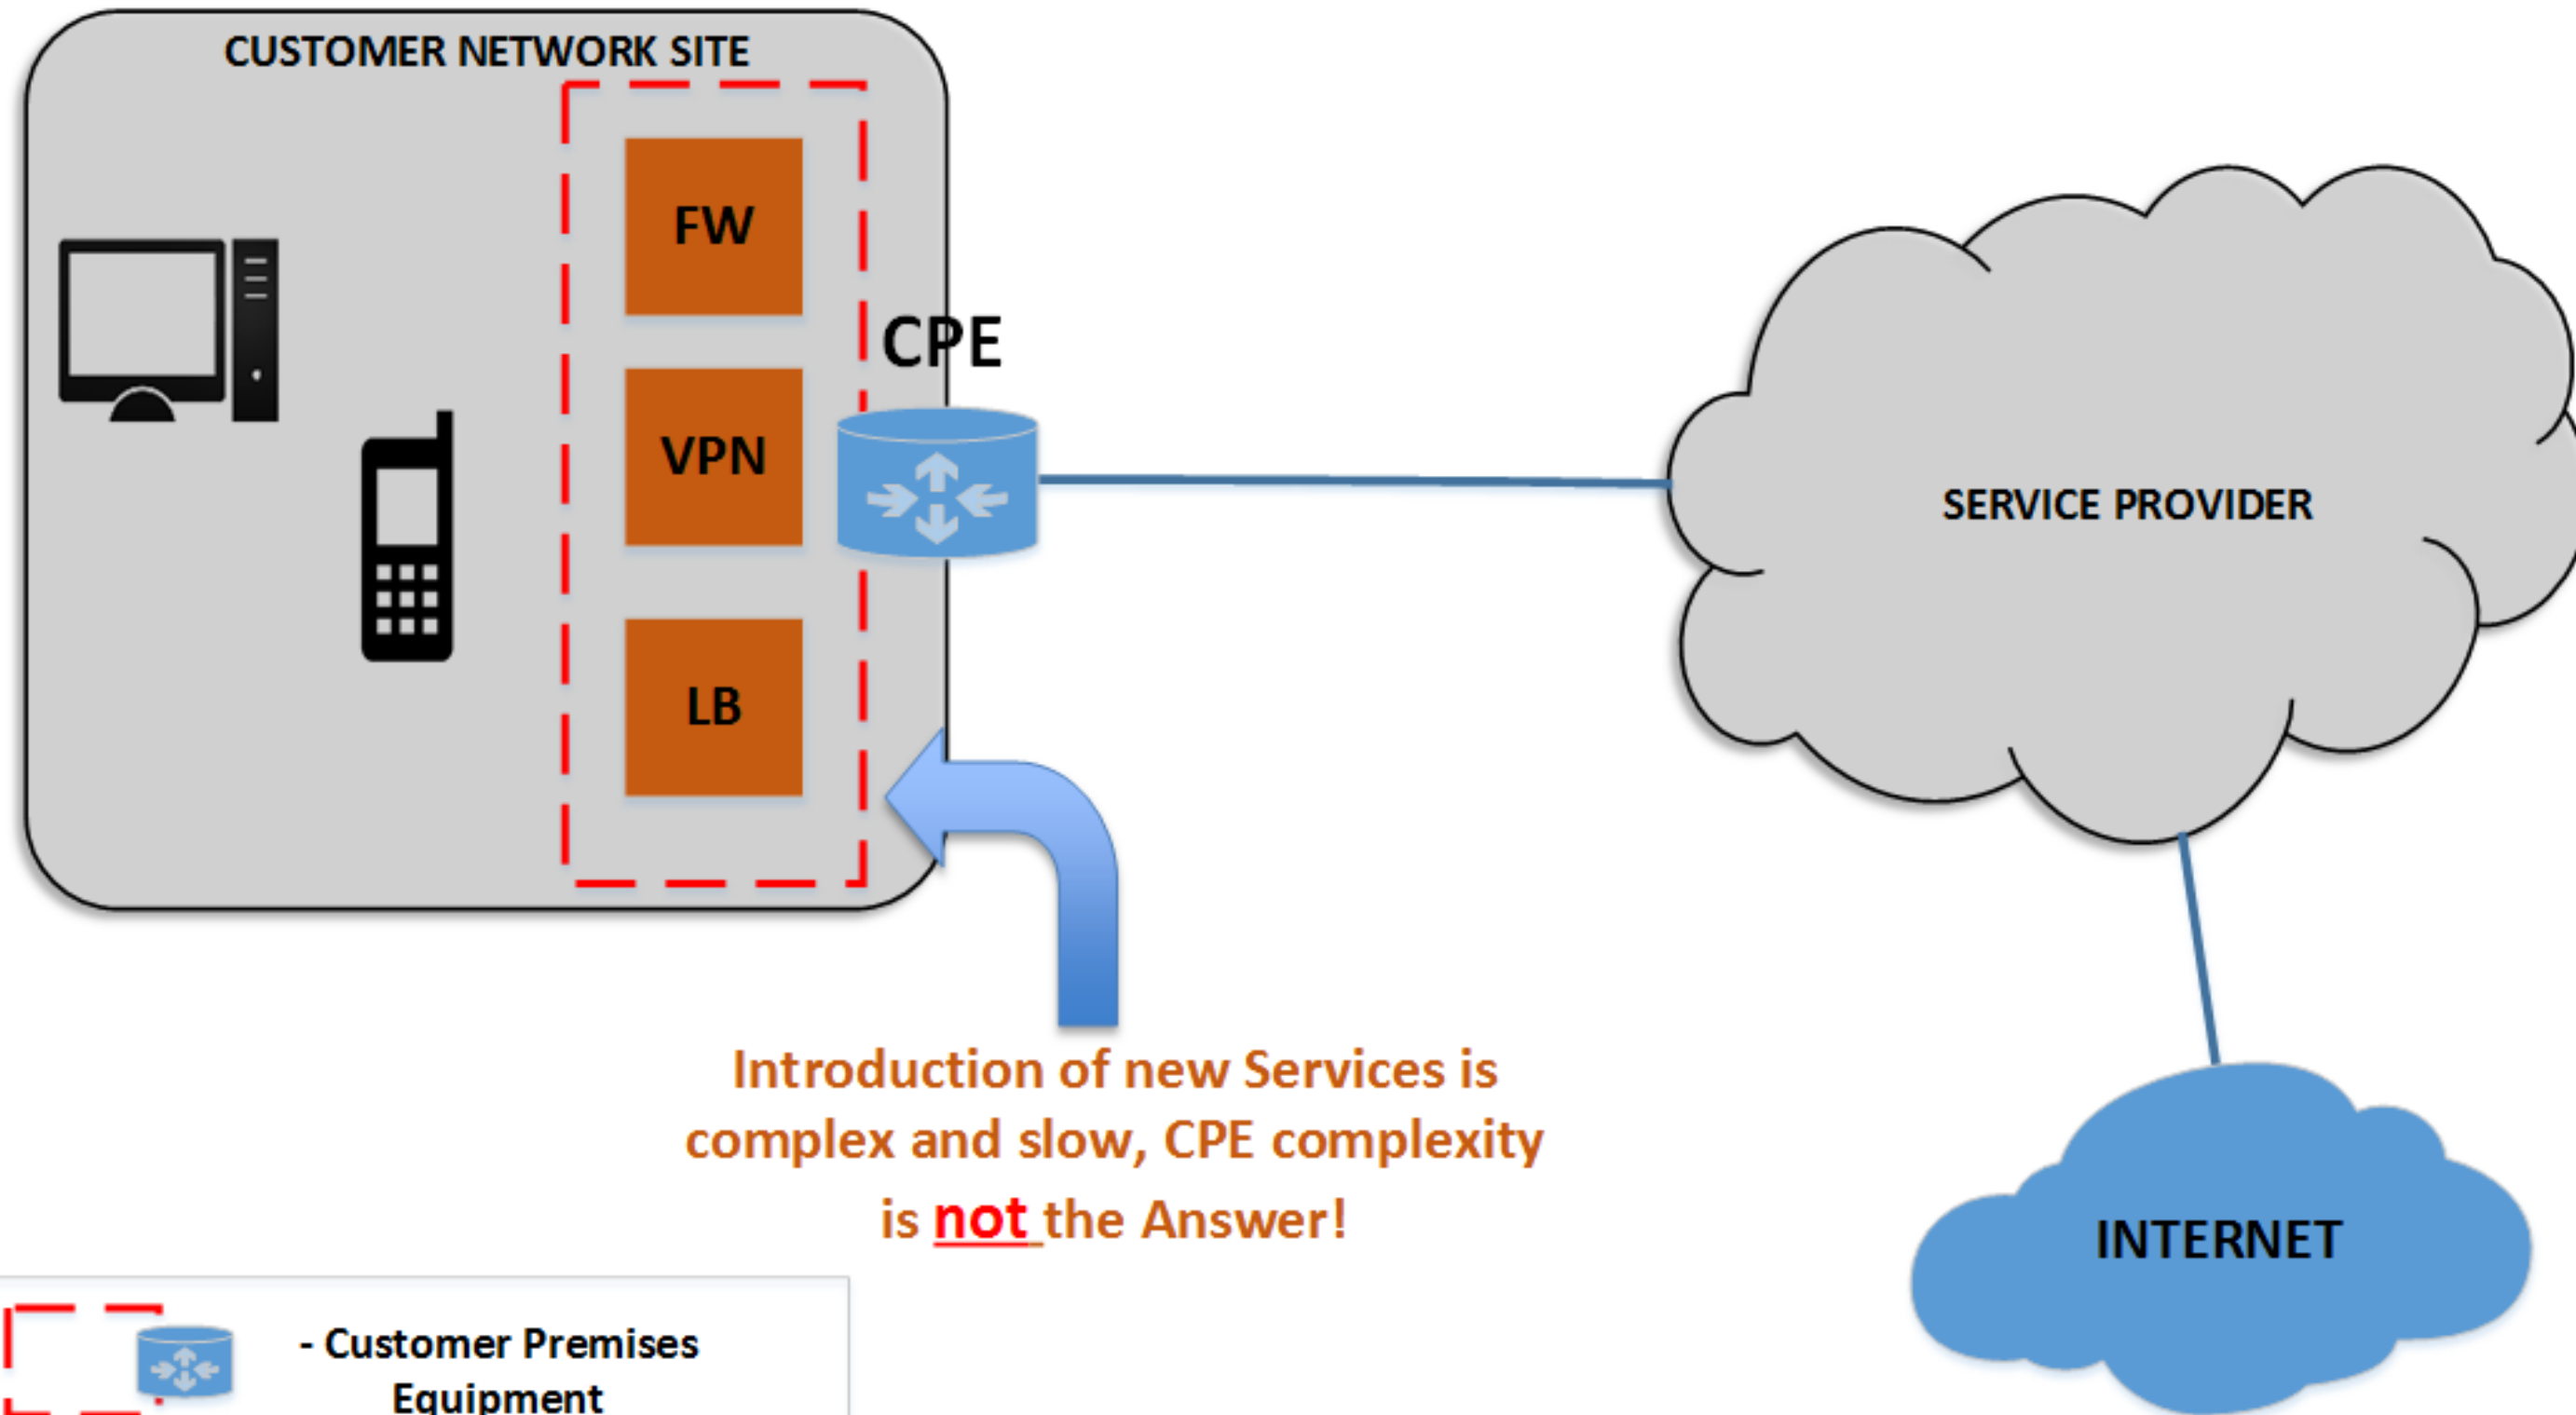 CUSTOMER NETWORK SITE
FW
CPE
VPN
SERVICE PROVIDER
LB
Introduction of new Services is
complex and slow, CPE complexity
is not the Answer!
INTERNET
- Customer Premises
Equipment